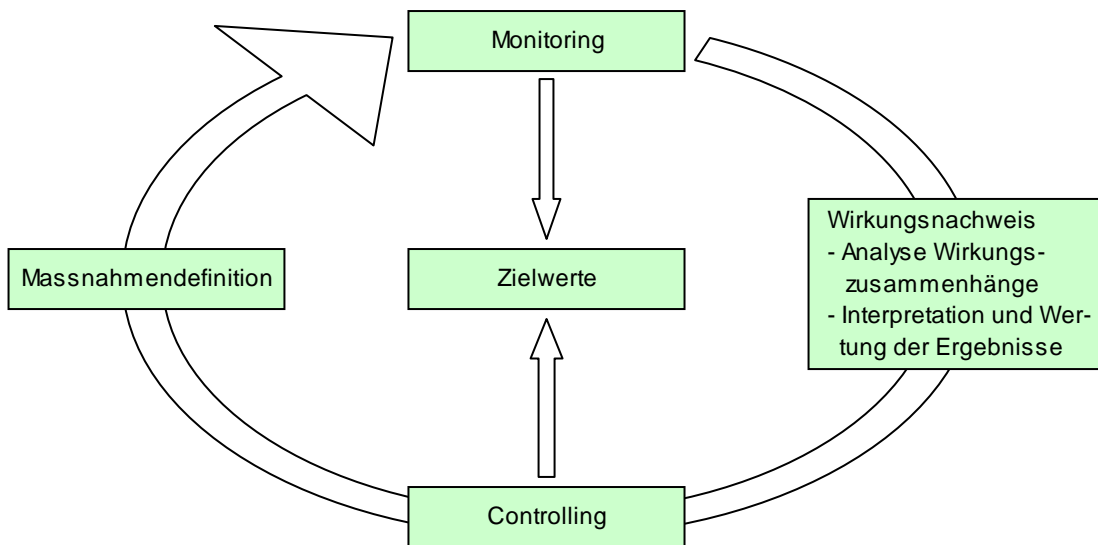 Monitoring
Wirkungsnachweis
- Analyse Wirkungs-
zusammenhänge
- Interpretation und Wer-
tung der Ergebnisse
Massnahmendefinition
Zielwerte
Controlling